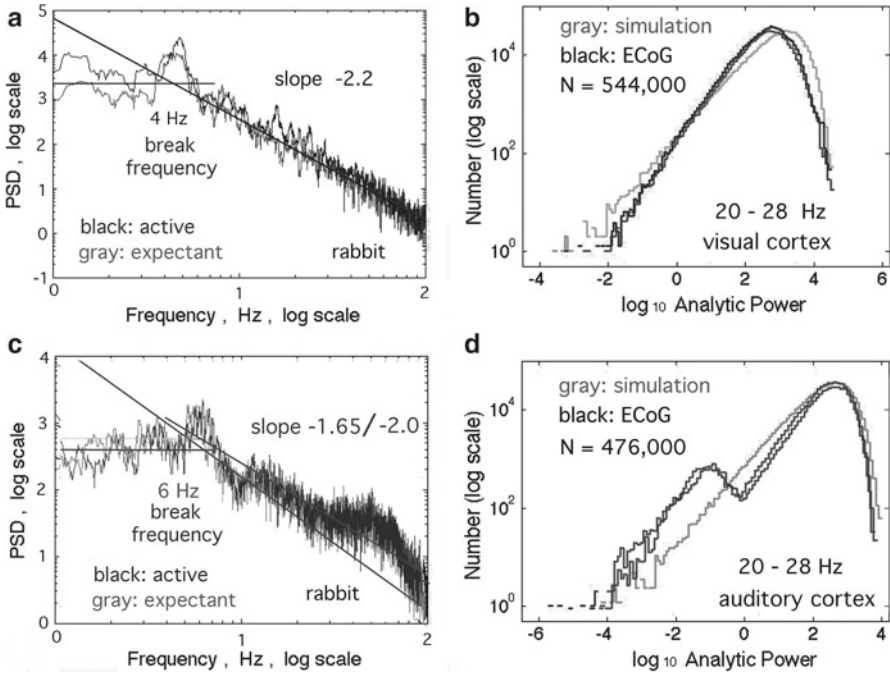 a
5
4
3
2
1
0
-1
PSD , log scale
slope -2.2
4 Hz
break
frequency
black: active
gray: expectant
rabbit
0
1
2
Frequency , Hz , log scale
b
gray: simulation
black: ECoG
N = 544,000
10^4
10^2
10^0
Number (log scale)
20 - 28 Hz
visual cortex
-4
-2
0
2
4
log 10 Analytic Power
c
4
3
2
1
0
PSD , log scale
slope -1.65/-2.0
6 Hz
break
frequency
black: active
gray: expectant
rabbit
0
1
2
Frequency , Hz , log scale
d
gray: simulation
black: ECoG
N = 476,000
10^4
10^2
10^0
Number (log scale)
20 - 28 Hz
auditory cortex
-6
-4
-2
0
2
4
log 10 Analytic Power